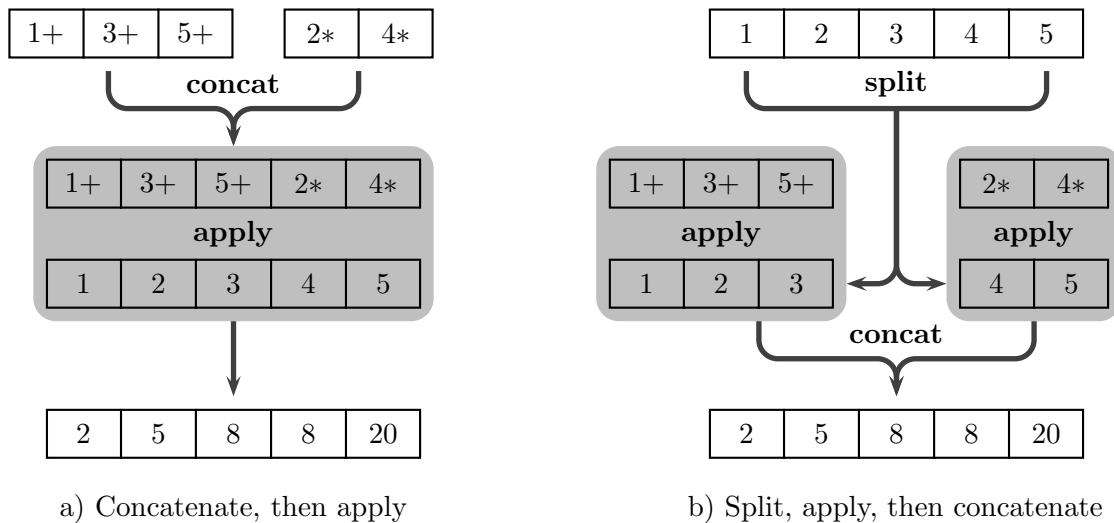 1+ 3+ 5+ 2∗ 4∗
concat
1+ 3+ 5+ 2∗ 4∗
apply
1 2 3 4 5
2 5 8 8 20
a) Concatenate, then apply
1 2 3 4 5
split
1+ 3+ 5+ 2∗ 4∗
apply apply
1 2 3 4 5
concat
2 5 8 8 20
b) Split, apply, then concatenate